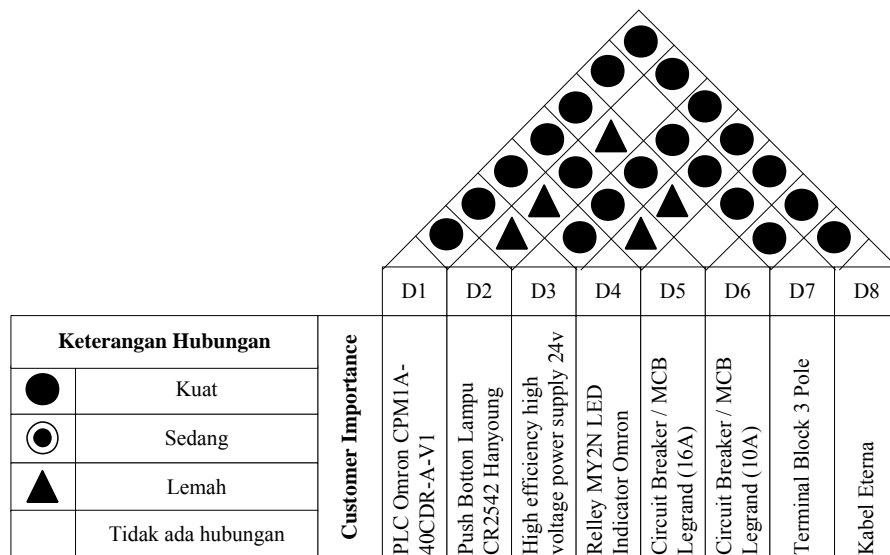 D1 D2 D3 D4 D5 D6 D7 D8
Keterangan Hubungan
Kuat
Sedang
Lemah
Tidak ada hubungan
Customer Importance
PLC Omron CPM1A-
40CDR-A-V1
Push Botton Lampu
CR2542 Hanyoung
High efficiency high
voltage power supply 24v
Relley MY2N LED
Indicator Omron
Circuit Breaker / MCB
Legrand (16A)
Circuit Breaker / MCB
Legrand (10A)
Terminal Block 3 Pole
Kabel Eterna